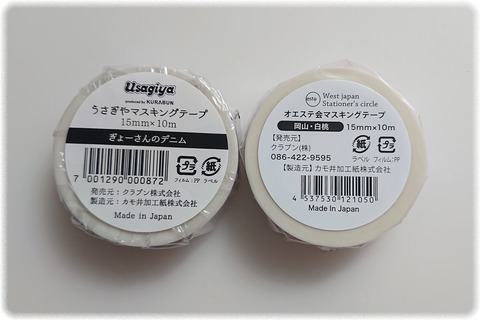 Usagiya
produced by KURABUN
うさぎやマスキングテープ
15mm×10m
ぎょーさんのデニム
7 001290 000872
タフ
フィルム：PP
紙
ラベル
発売元：クラブン株式会社
製造元：カモ井加工紙株式会社
Made in Japan
este
West japan
Stationer's circle
オエステ会マスキングテープ
岡山・白桃 15mm×10m
【発売元】
クラブン(株)
086-422-9595
紙
ラベル
プラ
フィルム：PP
【製造元】カモ井加工紙株式会社
4 537530 121050
Made In Japan